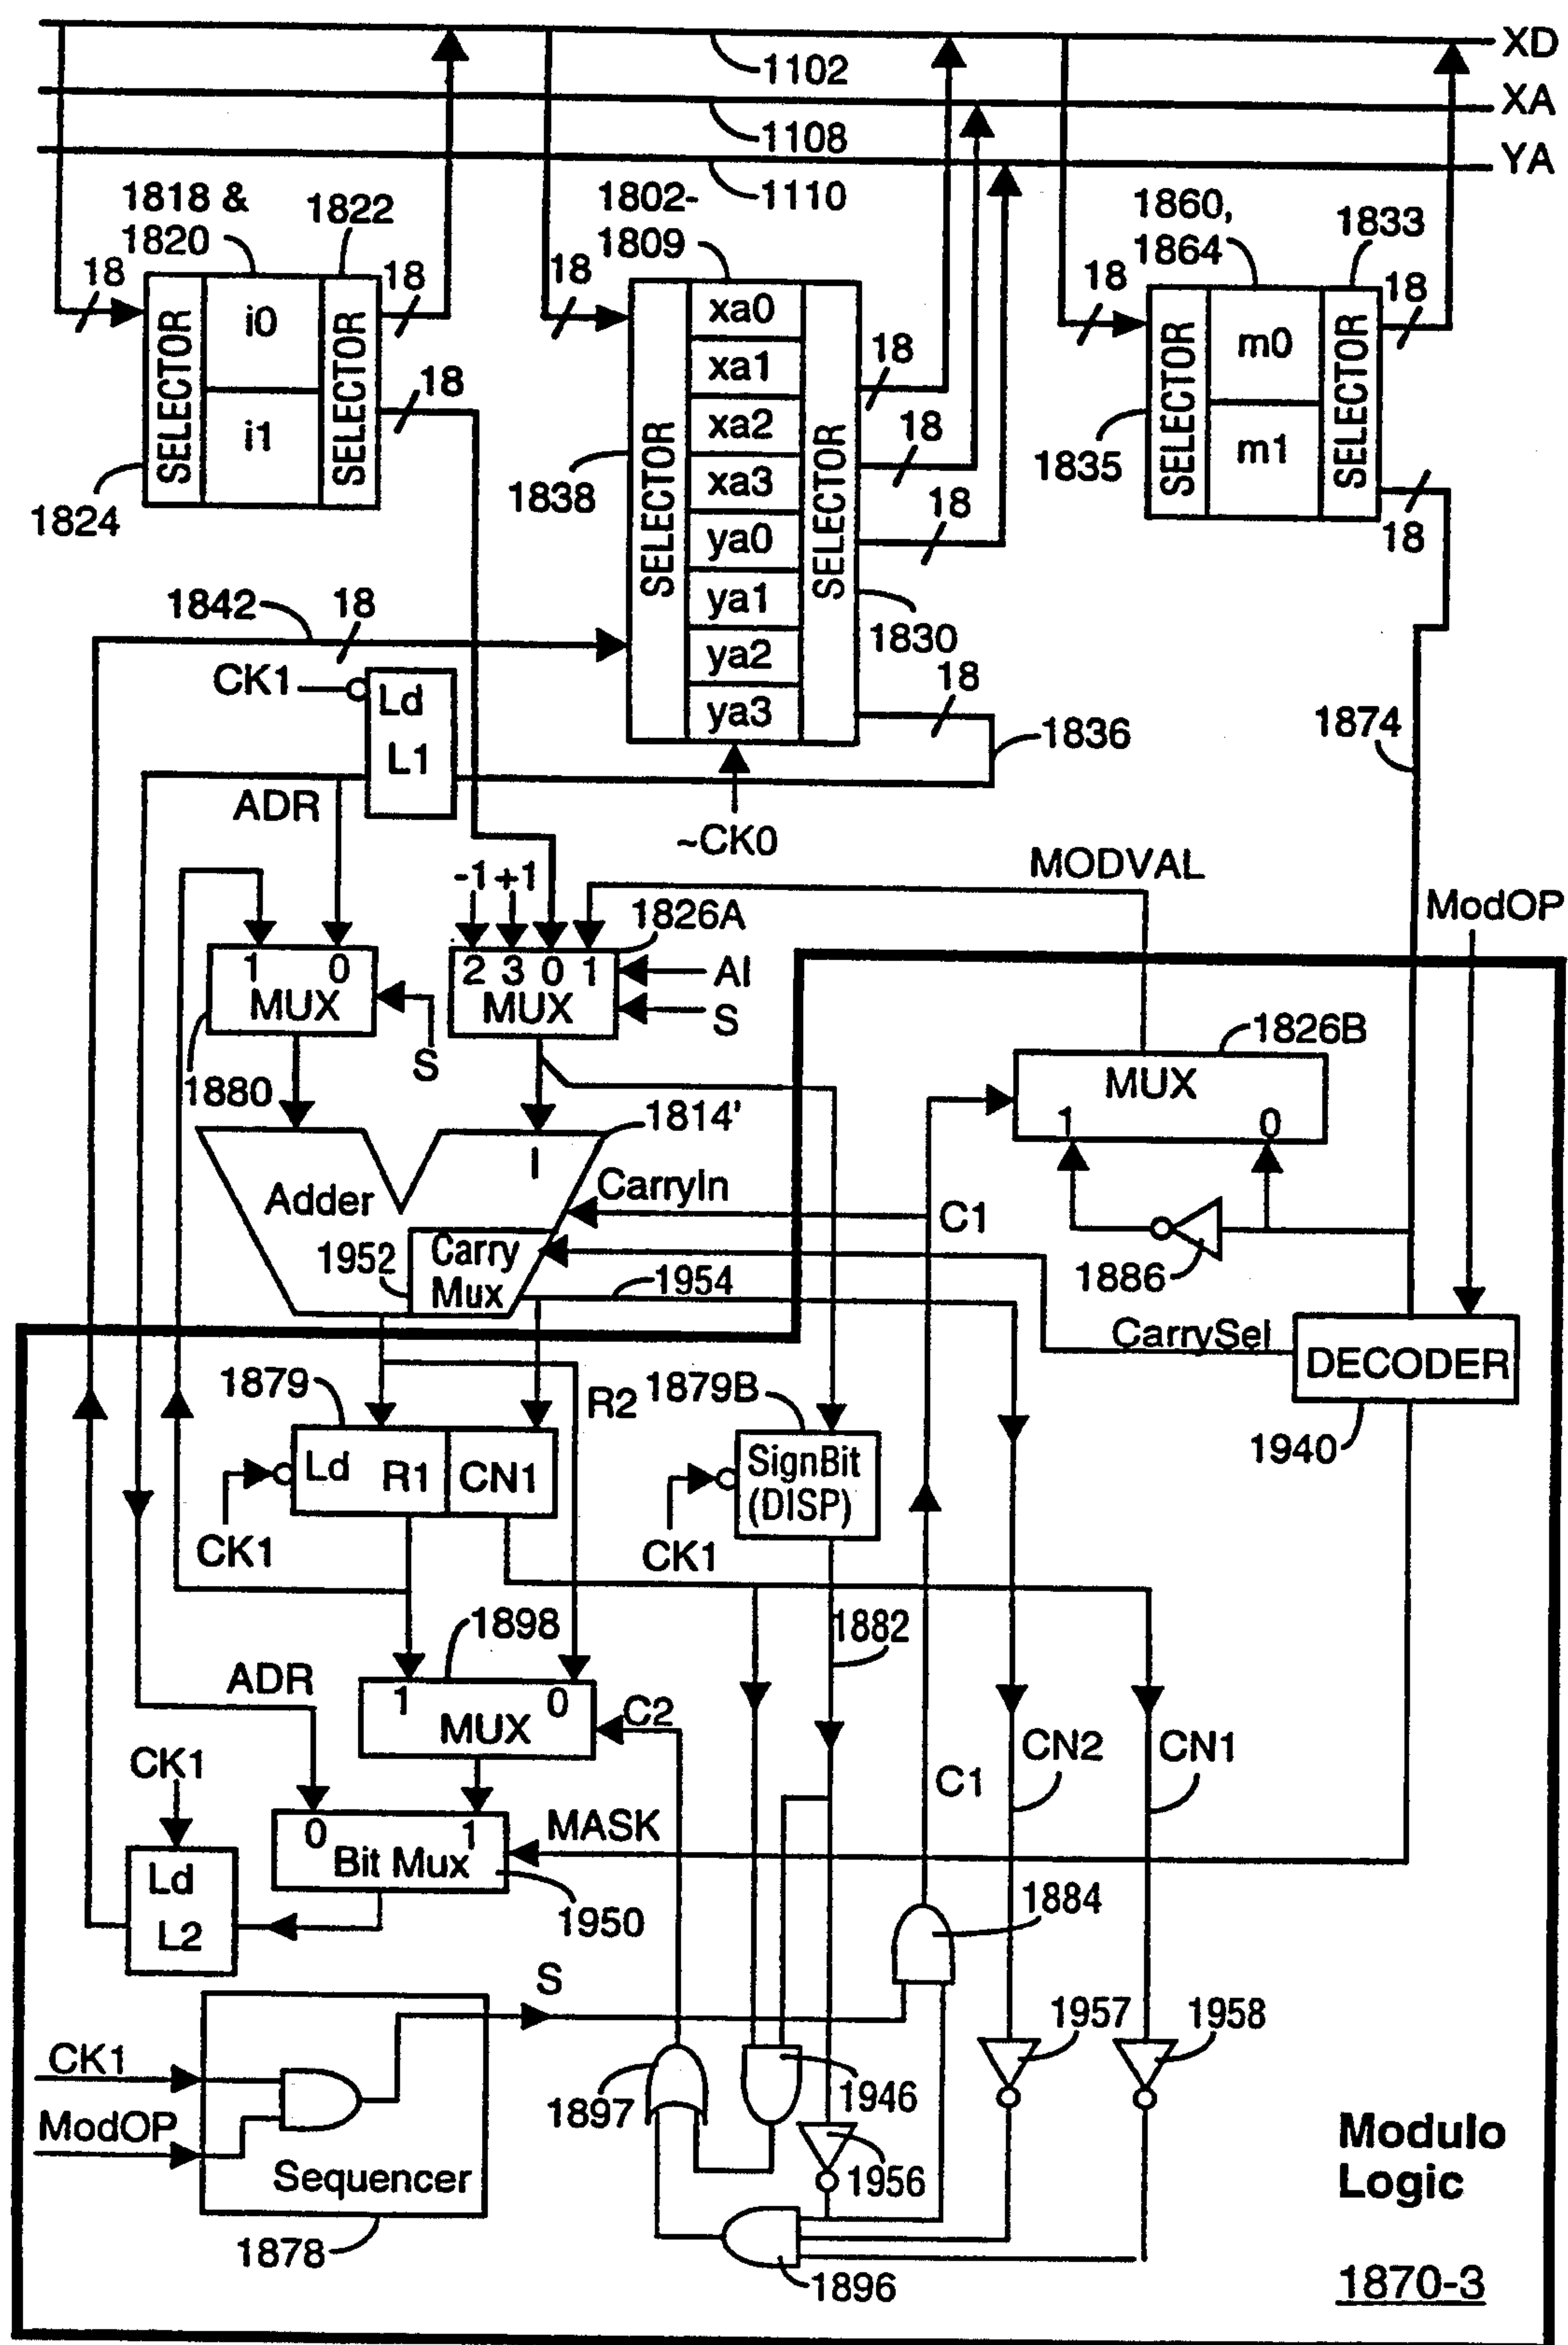 XD
1102
XA
1108
YA
1110
1818 &
1820
1822
1802-
1809
1860,
1864
1833
18
18
18
18
18
SELECTOR
i0
i1
SELECTOR
18
1824
SELECTOR
xa0
xa1
xa2
xa3
ya0
ya1
ya2
ya3
SELECTOR
18
18
18
18
1838
1830
1836
SELECTOR
m0
m1
SELECTOR
1835
18
1842
18
CK1
Ld
L1
ADR
~CK0
1874
MODVAL
ModOP
-1 +1
1826A
1 0
MUX
2 3 0 1
MUX
AI
S
S
1880
1826B
MUX
1 0
1814'
I
Adder
CarryIn
C1
1886
1952
Carry
Mux
1954
CarrySel
DECODER
1940
1879
R2
1879B
Ld R1
CN1
SignBit
(DISP)
CK1
CK1
1882
1898
ADR
1 0
MUX
C2
CN2
CN1
CK1
C1
0 1
Bit Mux
MASK
1950
Ld
L2
1884
S
CK1
ModOP
Sequencer
1878
1897
1946
1956
1957
1958
1896
Modulo
Logic
1870-3